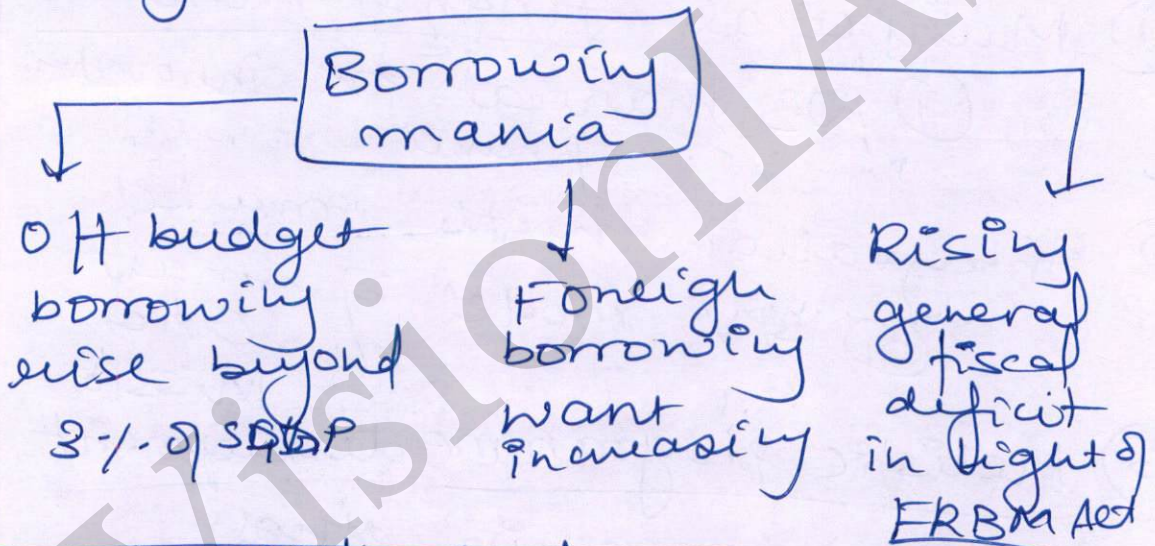 Borrowing
mania
Off budget
borrowing
rise beyond
3% of SGDP
Foreign
borrowing
want
increasing
Rising
general
fiscal
deficit
in light of
FRBM Act
VisionIAS